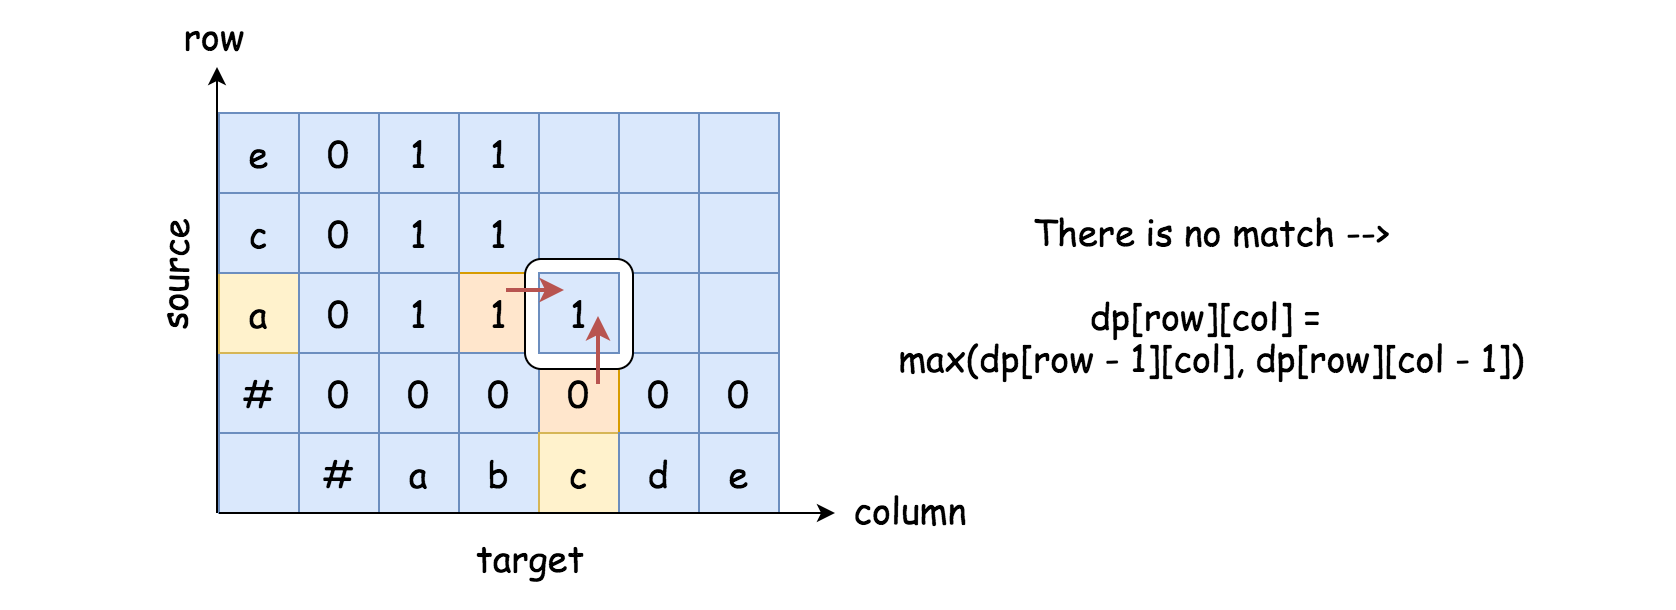 row
source
e 0 1 1
c 0 1 1
a 0 1 1 1
# 0 0 0 0 0 0
# a b c d e
column
target
There is no match -->
dp[row][col] =
max(dp[row - 1][col], dp[row][col - 1])